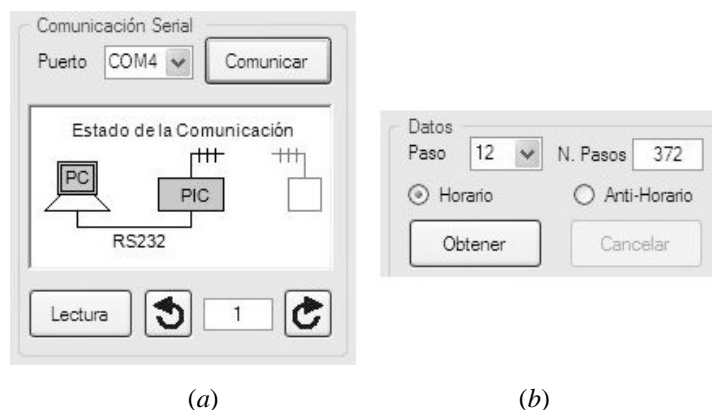 Comunicación Serial
Puerto COM4 Comunicar
Estado de la Comunicación
PC
PIC
RS232
Lectura 1
(a)
Datos
Paso 12 N. Pasos 372
Horario Anti-Horario
Obtener Cancelar
(b)